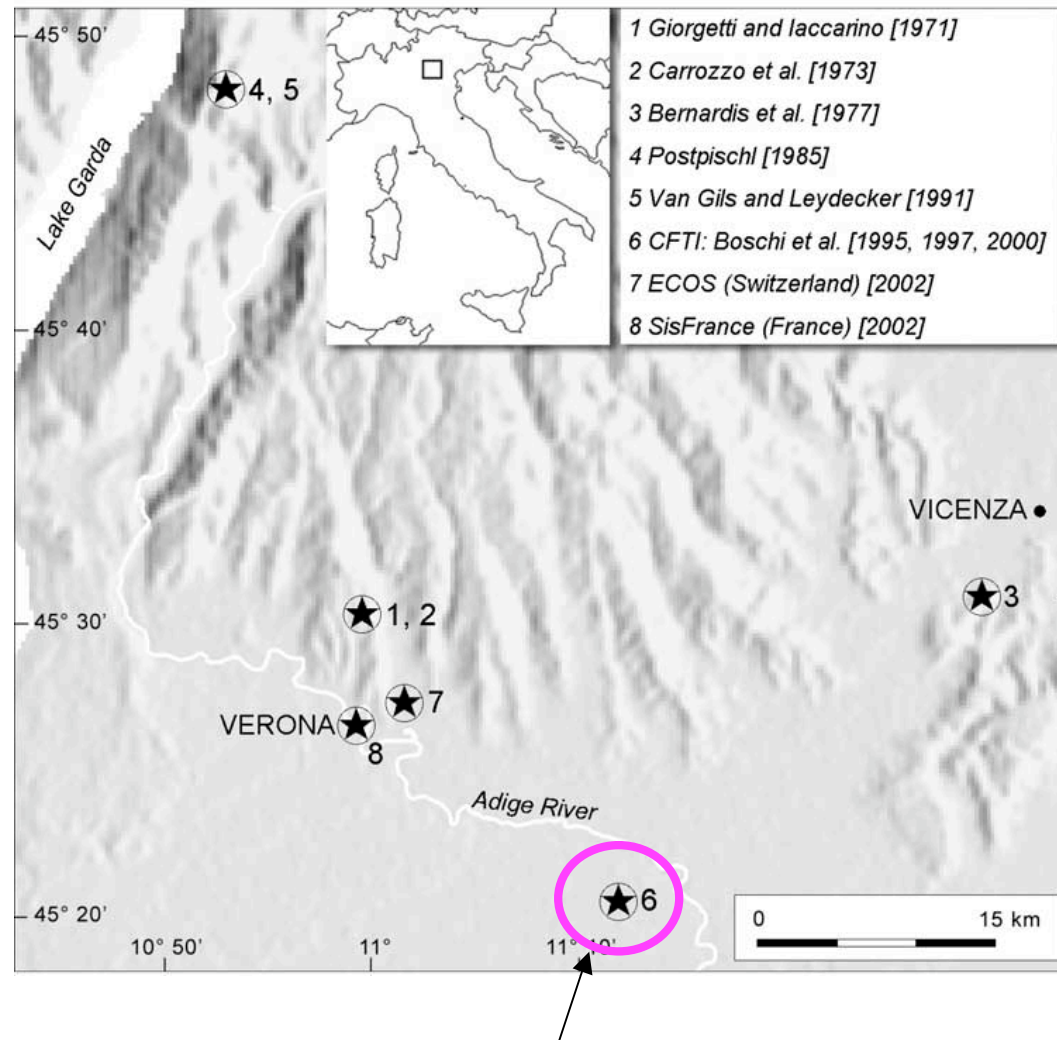 45° 50’
4, 5
Lake Garda
1 Giorgetti and Iaccarino [1971]
2 Carrozzo et al. [1973]
3 Bernardis et al. [1977]
4 Postpischl [1985]
5 Van Gils and Leydecker [1991]
6 CFTI: Boschi et al. [1995, 1997, 2000]
7 ECOS (Switzerland) [2002]
8 SisFrance (France) [2002]
45° 40’
VICENZA
3
45° 30’
1, 2
7
VERONA
8
Adige River
6
45° 20’
0 15 km
10° 50’ 11° 11° 10’